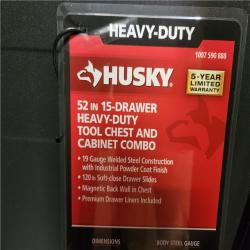 HEAVY-DUTY
1007 590 888
HUSKY
5-YEAR
LIMITED
WARRANTY
52 IN 15-DRAWER
HEAVY-DUTY
TOOL CHEST AND
CABINET COMBO
• 19 Gauge Welded Steel Construction
with Industrial Powder Coat Finish
• 120 lb Soft-close Drawer Slides
• Magnetic Back Wall in Chest
• Premium Drawer Liners Included
DIMENSIONS
BODY STEEL GAUGE